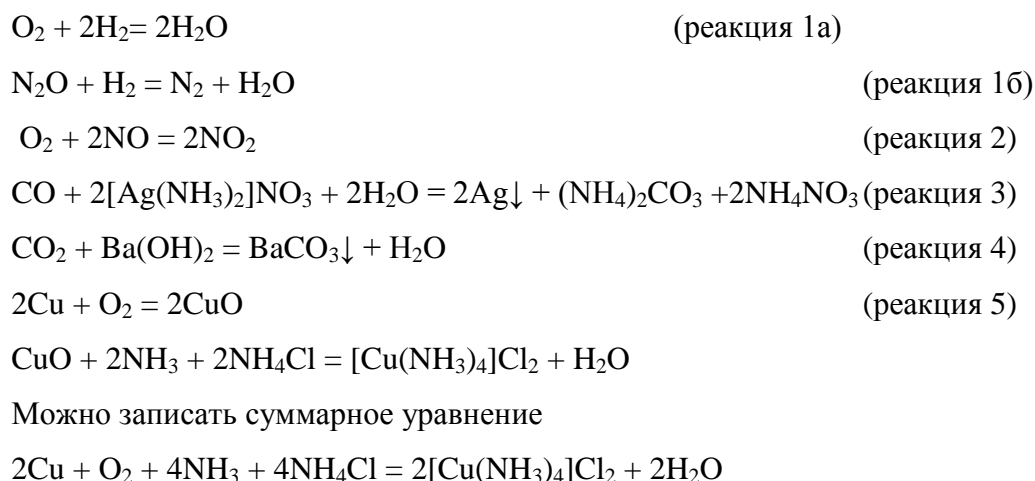 O₂ + 2H₂= 2H₂O (реакция 1а)
N₂O + H₂ = N₂ + H₂O (реакция 1б)
O₂ + 2NO = 2NO₂ (реакция 2)
CO + 2[Ag(NH₃)₂]NO₃ + 2H₂O = 2Ag↓ + (NH₄)₂CO₃ +2NH₄NO₃ (реакция 3)
CO₂ + Ba(OH)₂ = BaCO₃↓ + H₂O (реакция 4)
2Cu + O₂ = 2CuO (реакция 5)
CuO + 2NH₃ + 2NH₄Cl = [Cu(NH₃)₄]Cl₂ + H₂O
Можно записать суммарное уравнение
2Cu + O₂ + 4NH₃ + 4NH₄Cl = 2[Cu(NH₃)₄]Cl₂ + 2H₂O